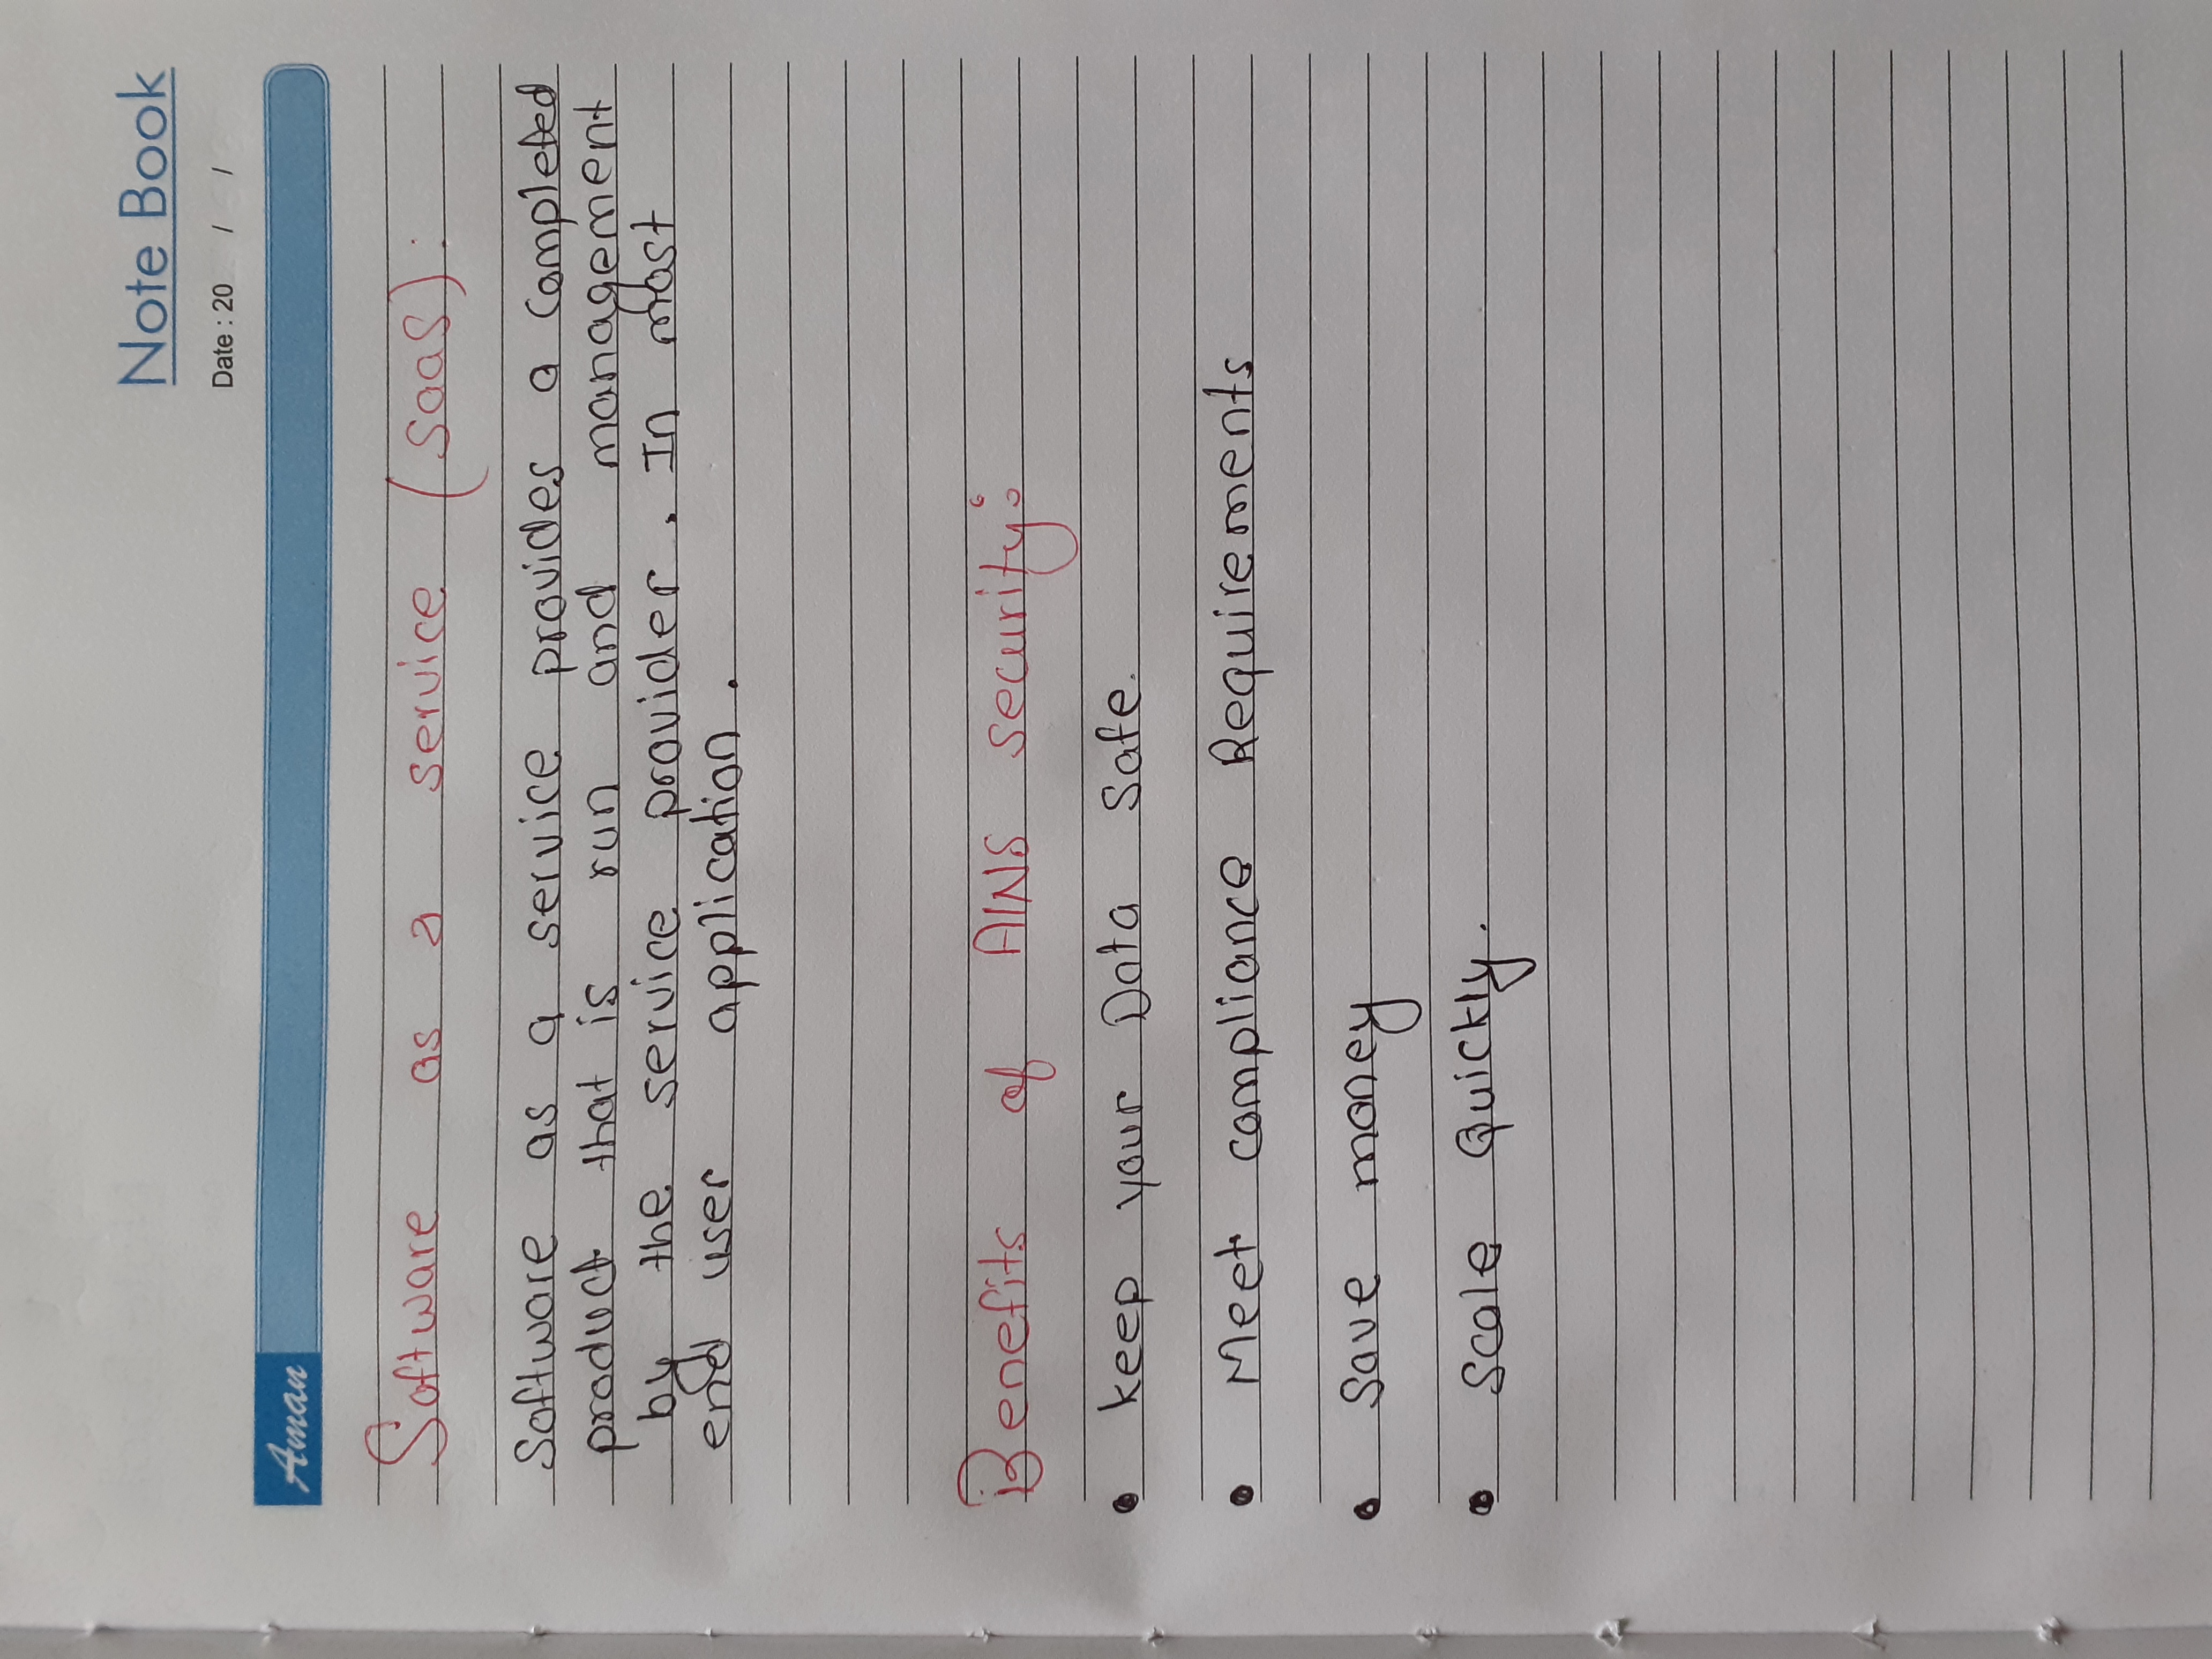 Note Book
Date : 20 / /
Aman
Software as a service (SaaS):
Software as a service provides a completed
product that is run and management
by the service provider. In most
end user application.
Benefits of AWS security:
• keep your Data Safe.
• Meet compliance Requirements
• Save money
• Scale Quickly.